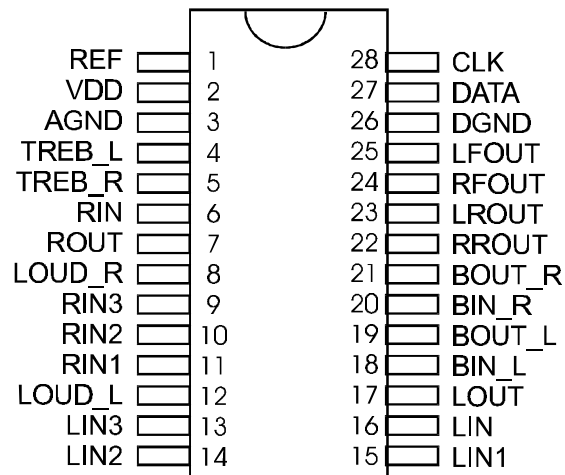 REF 1 28 CLK
VDD 2 27 DATA
AGND 3 26 DGND
TREB_L 4 25 LFOUT
TREB_R 5 24 RFOUT
RIN 6 23 LROUT
ROUT 7 22 RROUT
LOUD_R 8 21 BOUT_R
RIN3 9 20 BIN_R
RIN2 10 19 BOUT_L
RIN1 11 18 BIN_L
LOUD_L 12 17 LOUT
LIN3 13 16 LIN
LIN2 14 15 LIN1